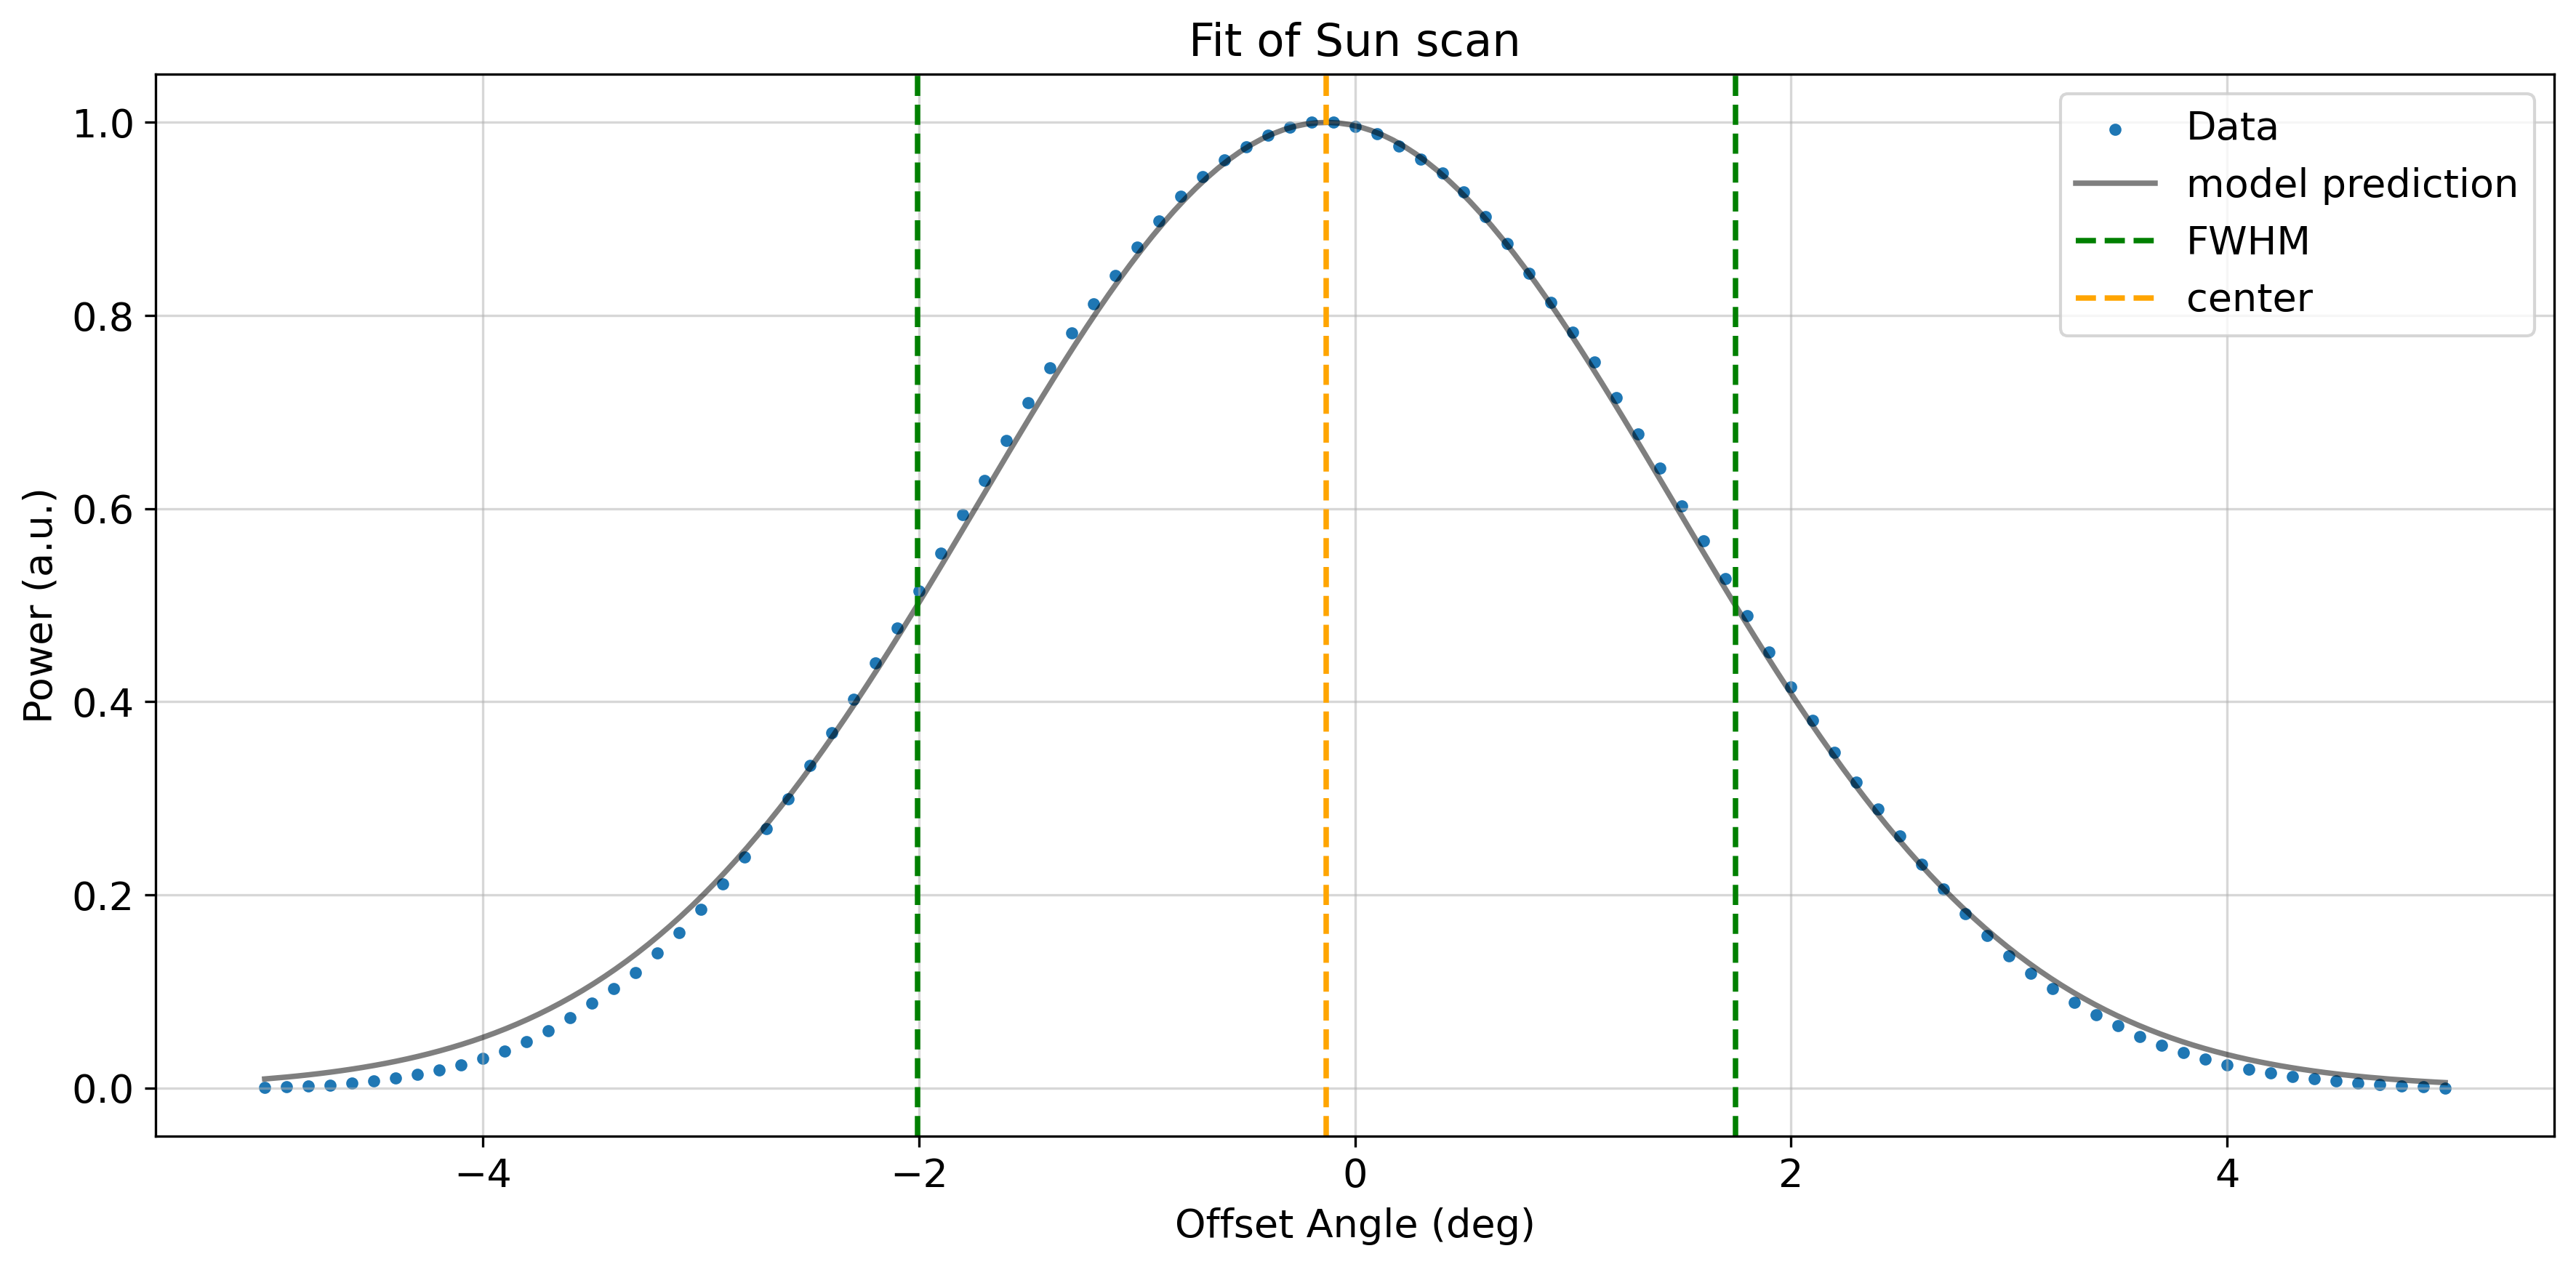 Fit of Sun scan
Data
model prediction
FWHM
center
1.0
0.8
0.6
0.4
0.2
0.0
Power (a.u.)
−4
−2
0
2
4
Offset Angle (deg)